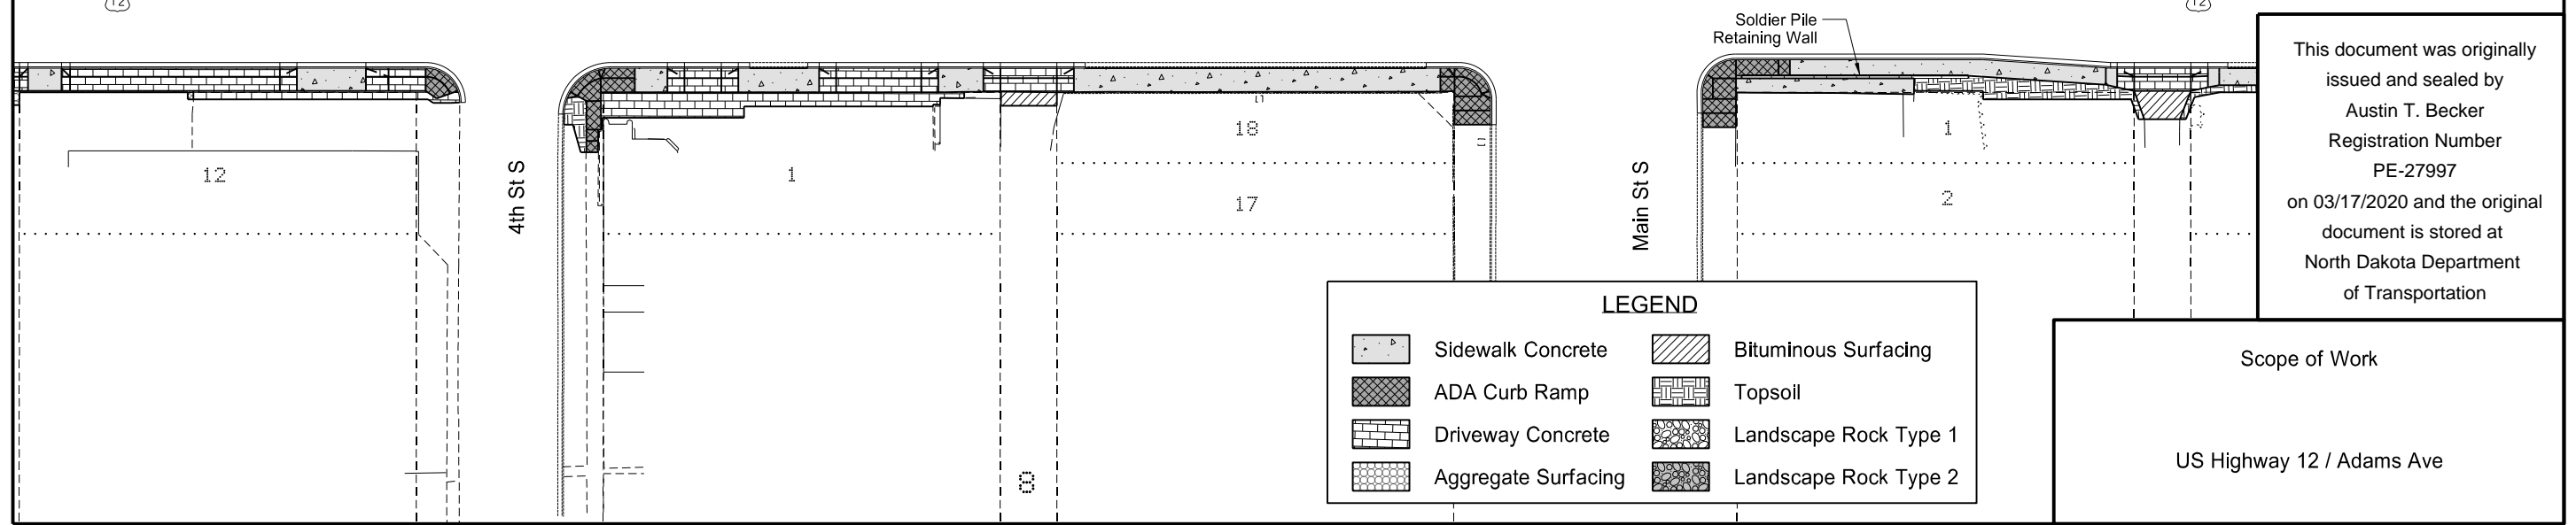 12
12
Soldier Pile
Retaining Wall
This document was originally
issued and sealed by
Austin T. Becker
Registration Number
PE-27997
on 03/17/2020 and the original
document is stored at
North Dakota Department
of Transportation
12
4th St S
1
18
17
Main St S
1
2
LEGEND
Sidewalk Concrete
Bituminous Surfacing
ADA Curb Ramp
Topsoil
Driveway Concrete
Landscape Rock Type 1
Aggregate Surfacing
Landscape Rock Type 2
Scope of Work
US Highway 12 / Adams Ave